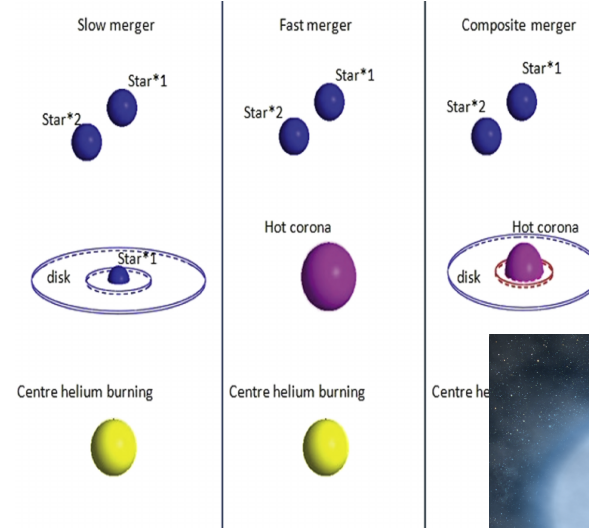 Slow merger
Fast merger
Composite merger
Star*1
Star*2
Star*1
Star*2
Star*1
Star*2
Star*1
disk
Hot corona
Hot corona
disk
Centre helium burning
Centre helium burning
Centre